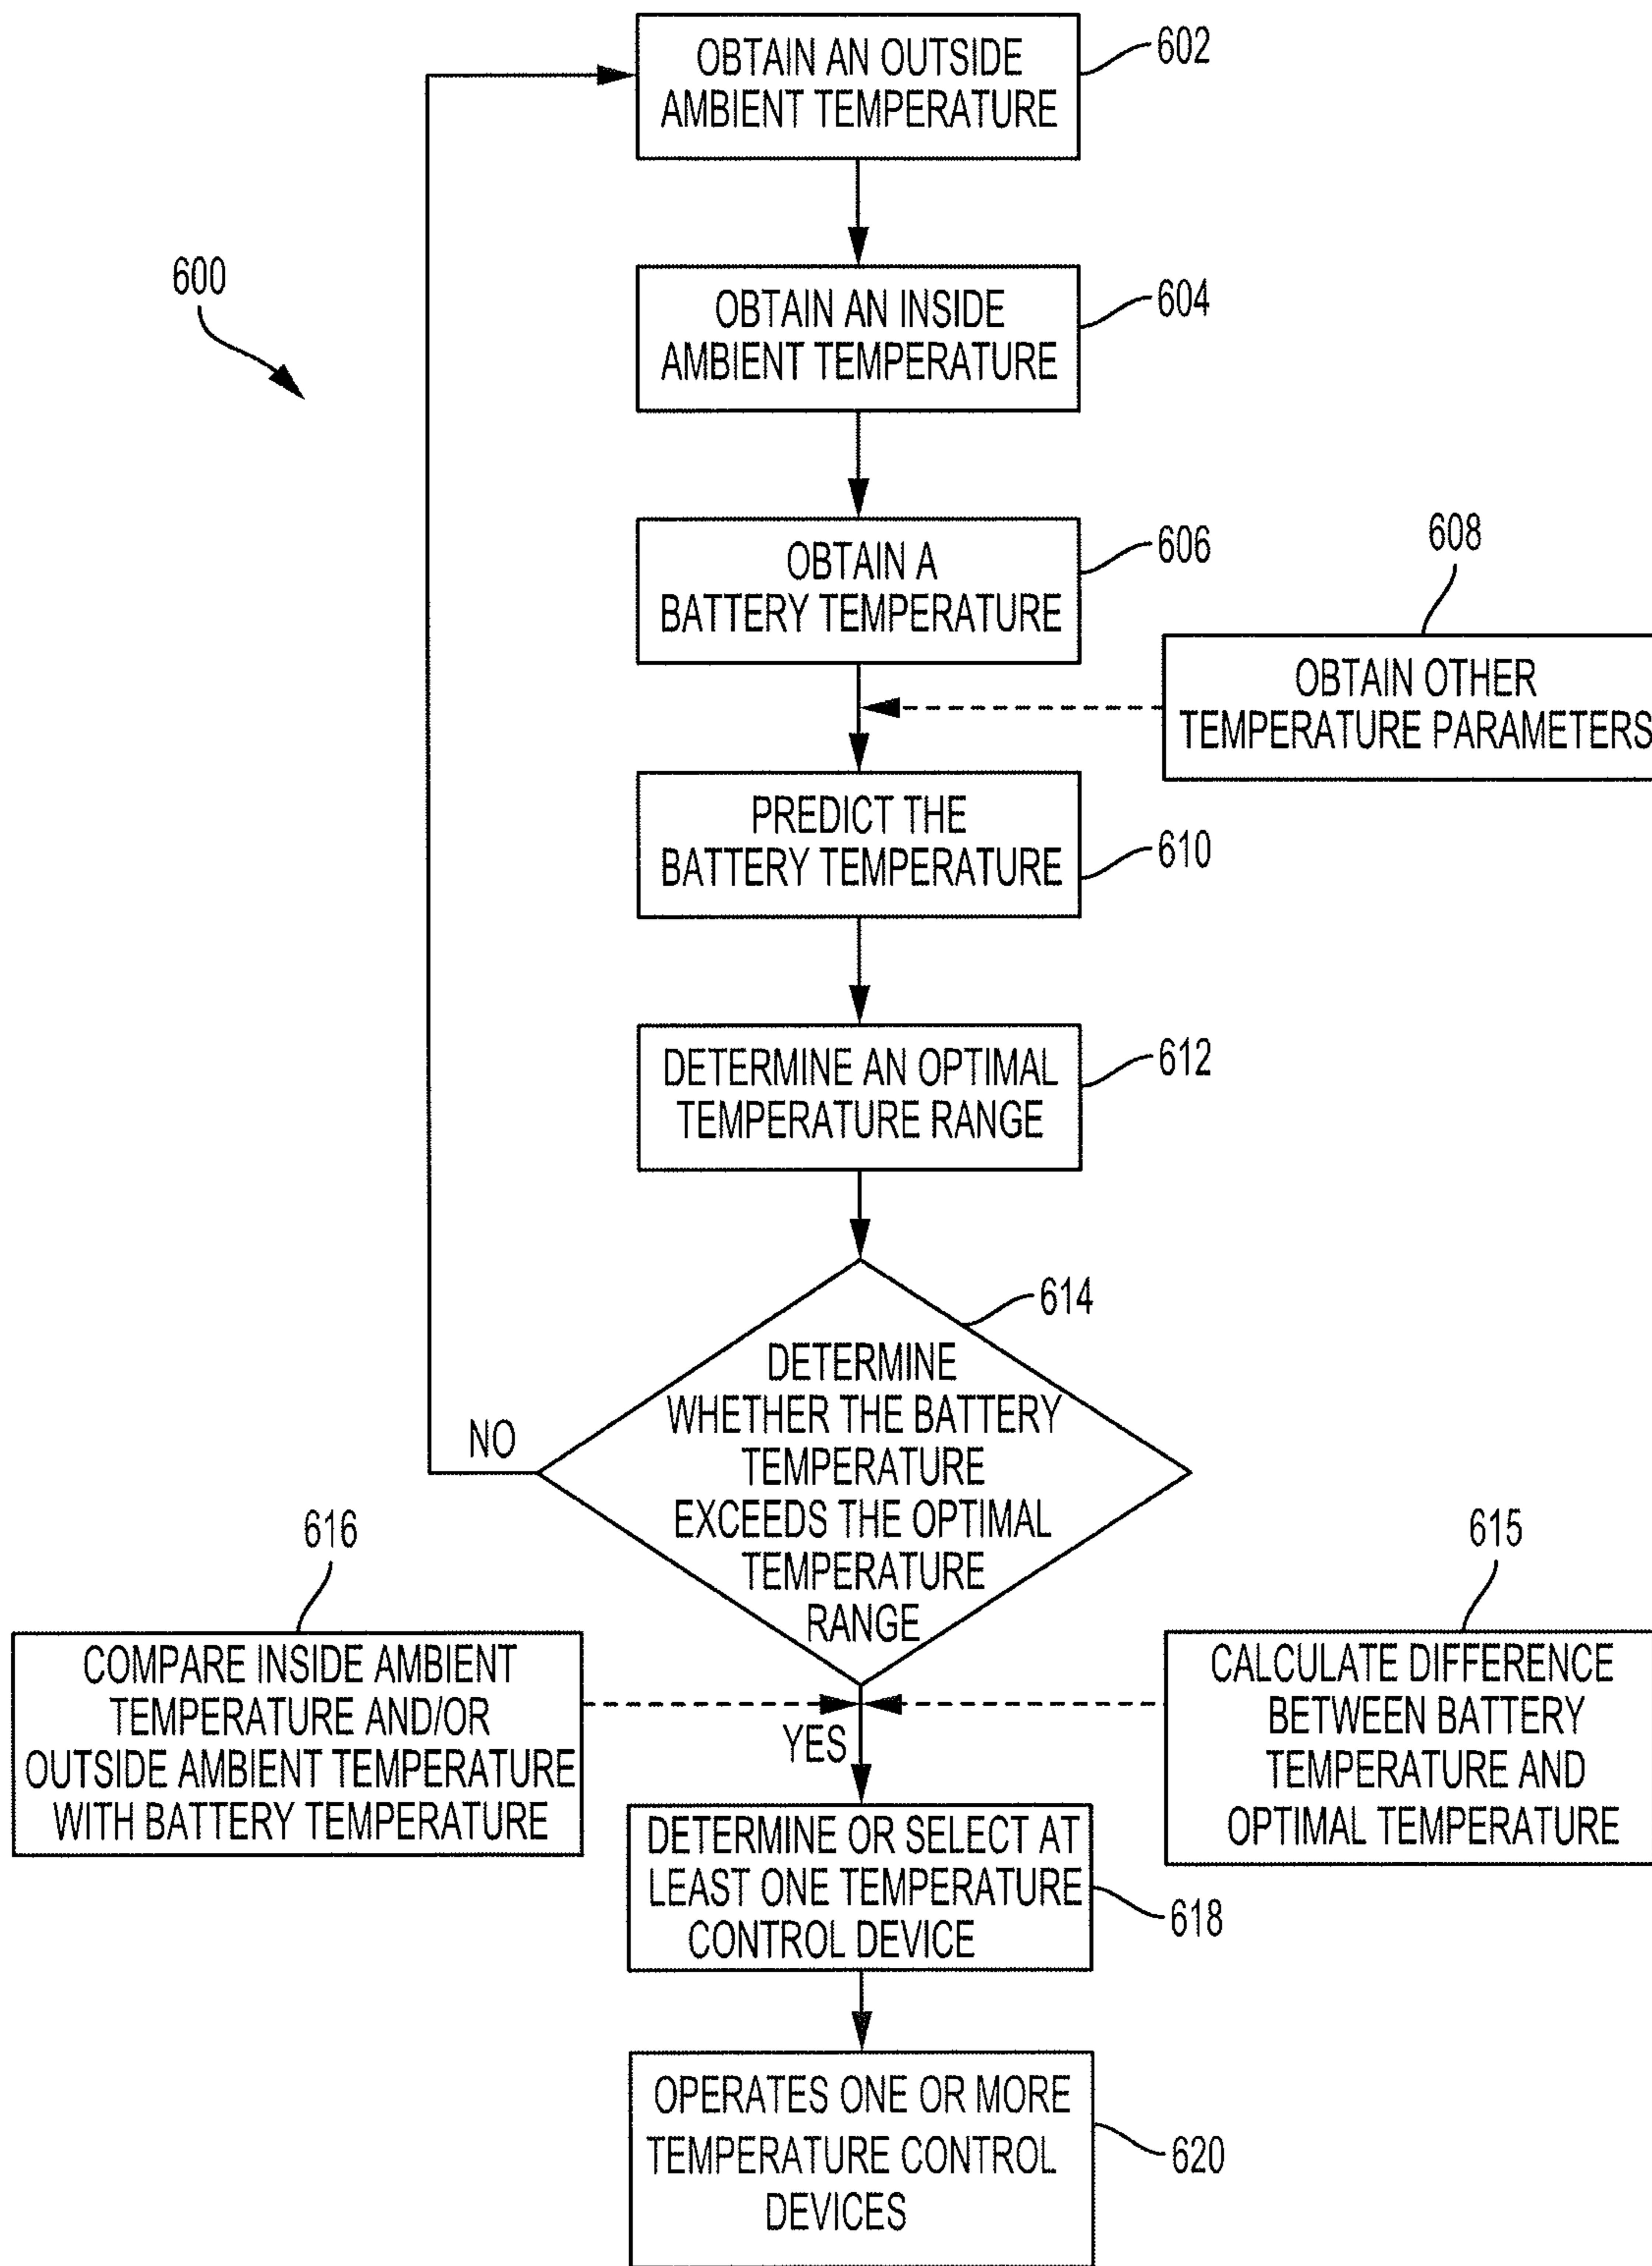 OBTAIN AN OUTSIDE
AMBIENT TEMPERATURE
602
600
OBTAIN AN INSIDE
AMBIENT TEMPERATURE
604
OBTAIN A
BATTERY TEMPERATURE
606
608
OBTAIN OTHER
TEMPERATURE PARAMETERS
PREDICT THE
BATTERY TEMPERATURE
610
DETERMINE AN OPTIMAL
TEMPERATURE RANGE
612
614
DETERMINE
WHETHER THE BATTERY
TEMPERATURE
EXCEEDS THE OPTIMAL
TEMPERATURE
RANGE
NO
616
COMPARE INSIDE AMBIENT
TEMPERATURE AND/OR
OUTSIDE AMBIENT TEMPERATURE
WITH BATTERY TEMPERATURE
615
CALCULATE DIFFERENCE
BETWEEN BATTERY
TEMPERATURE AND
OPTIMAL TEMPERATURE
YES
DETERMINE OR SELECT AT
LEAST ONE TEMPERATURE
CONTROL DEVICE
618
OPERATES ONE OR MORE
TEMPERATURE CONTROL
DEVICES
620